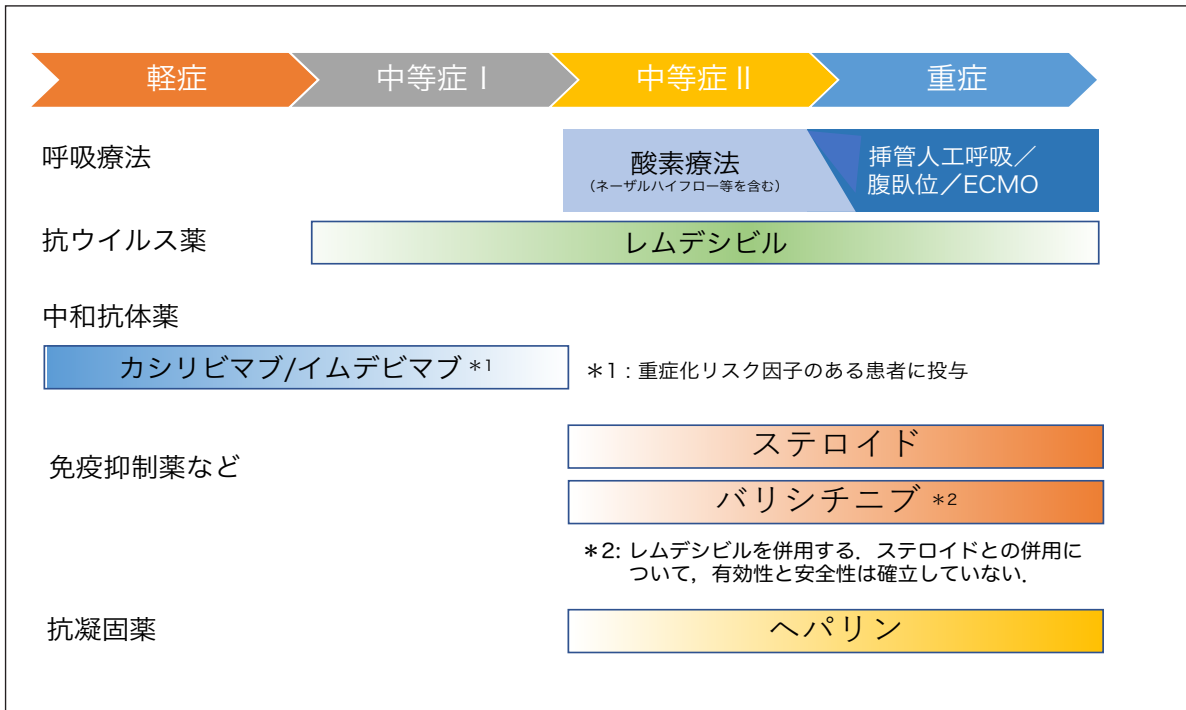 軽症
中等症 I
中等症 II
重症
呼吸療法
酸素療法
（ネーザルハイフロー等を含む）
挿管人工呼吸／
腹臥位／ECMO
抗ウイルス薬
レムデシビル
中和抗体薬
カシリビマブ/イムデビマブ *1
*1：重症化リスク因子のある患者に投与
免疫抑制薬など
ステロイド
バリシチニブ *2
*2: レムデシビルを併用する．ステロイドとの併用に
ついて，有効性と安全性は確立していない．
抗凝固薬
ヘパリン